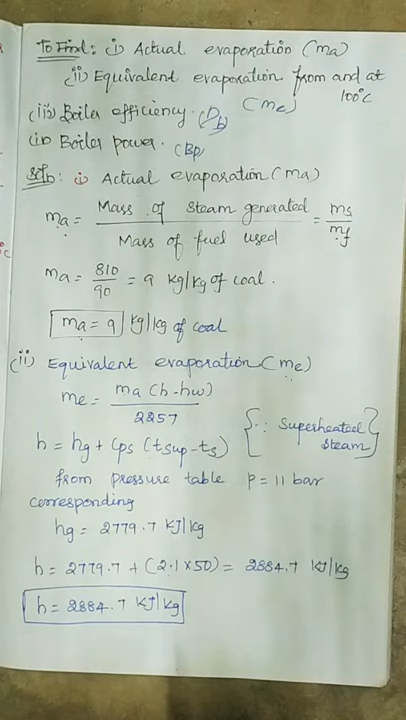 To Find: i) Actual evaporation (ma)
ii) Equivalent evaporation from and at 100°c (me)
(iii) Boiler efficiency. (ηb)
(iv Boiler power. (BP)
Soln: i) Actual evaporation (ma)
ma = Mass of steam generated / Mass of fuel used = ms / mf
ma = 810 / 90 = 9 kg/kg of coal.
ma = 9 kg/kg of coal
(ii) Equivalent evaporation (me)
me = ma (h-hw) / 2257
h = hg + Cps (tsup - ts) {∵ Superheated steam}
from pressure table P = 11 bar
corresponding
hg = 2779.7 KJ/kg
h = 2779.7 + (2.1 × 50) = 2884.7 KJ/kg
h = 2884.7 KJ/kg